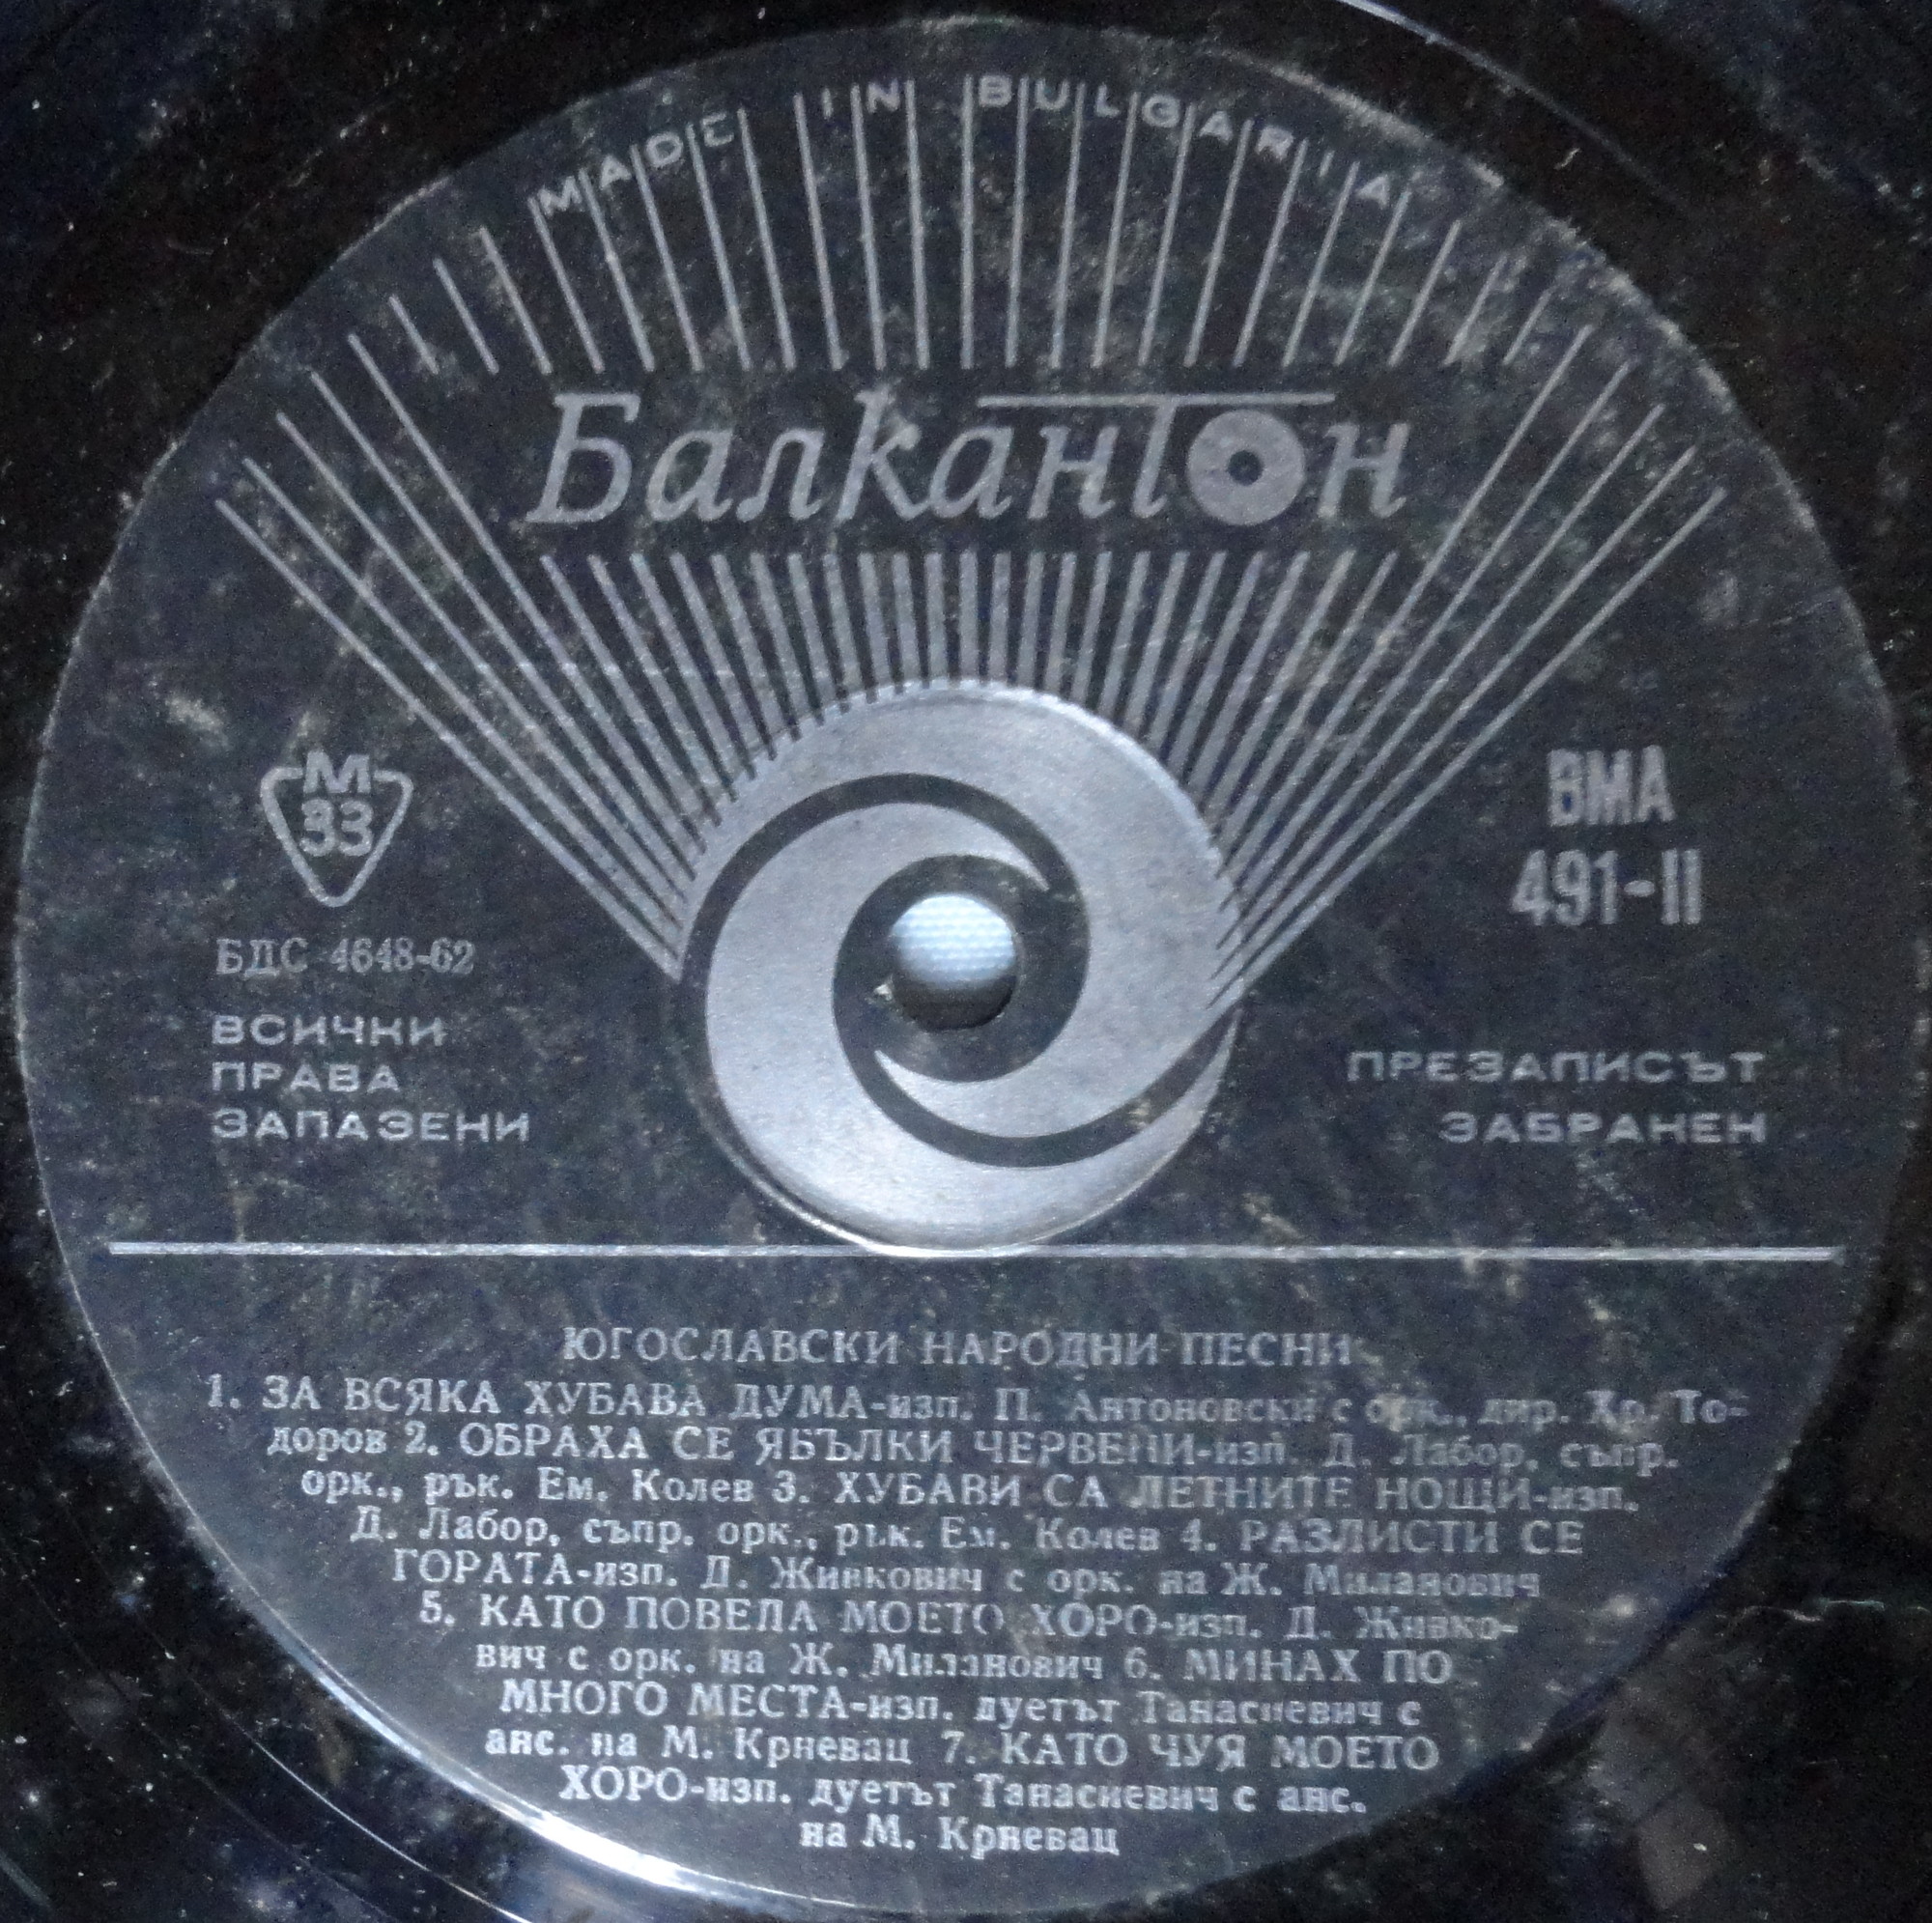 MADE IN BULGARIA
Балкантон
М
33
ВМА
491-II
БДС 4648-62
ВСИЧКИ
ПРАВА
ЗАПАЗЕНИ
ПРЕЗАПИСЪТ
ЗАБРАНЕН
ЮГОСЛАВСКИ НАРОДНИ ПЕСНИ
1. ЗА ВСЯКА ХУБАВА ДУМА-изп. П. Антоновски с орк., дир. Хр. То-
доров 2. ОБРАХА СЕ ЯБЪЛКИ ЧЕРВЕНИ-изп. Д. Лабор, съпр.
орк., рък. Ем. Колев 3. ХУБАВИ СА ЛЕТНИТЕ НОЩИ-изп.
Д. Лабор, съпр. орк., рък. Ем. Колев 4. РАЗЛИСТИ СЕ
ГОРАТА-изп. Д. Живкович с орк. на Ж. Миланович
5. КАТО ПОВЕЛА МОЕТО ХОРО-изп. Д. Живко-
вич с орк. на Ж. Миланович 6. МИНАХ ПО
МНОГО МЕСТА-изп. дуетът Танасиевич с
анс. на М. Крневац 7. КАТО ЧУЯ МОЕТО
ХОРО-изп. дуетът Танасиевич с анс.
на М. Крневац